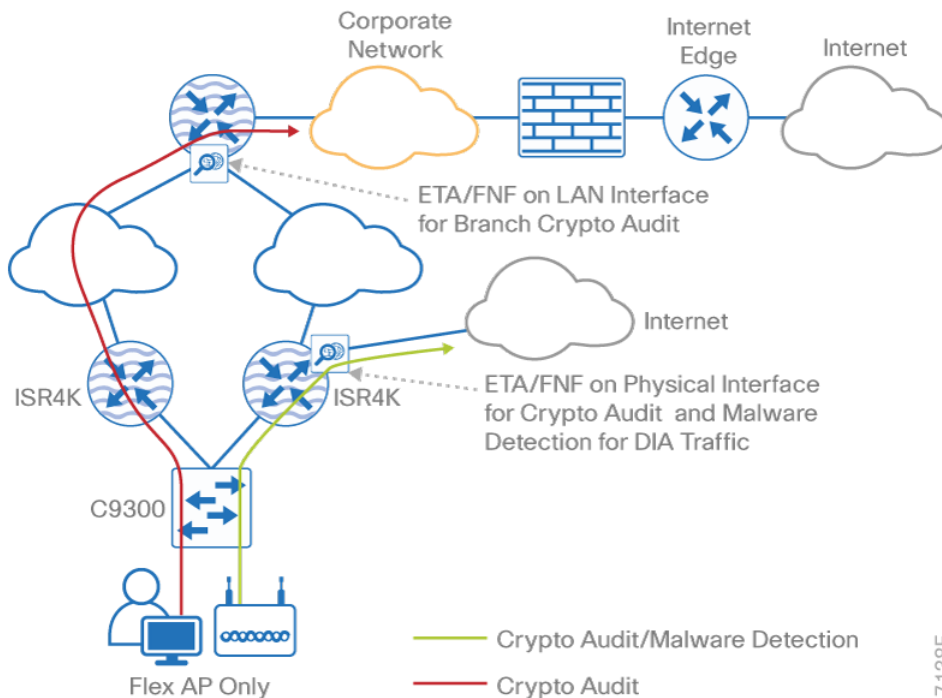 Corporate
Network
Internet
Edge
Internet
ETA/FNF on LAN Interface
for Branch Crypto Audit
Internet
ISR4K
ISR4K
ETA/FNF on Physical Interface
for Crypto Audit and Malware
Detection for DIA Traffic
C9300
Crypto Audit/Malware Detection
Flex AP Only
Crypto Audit